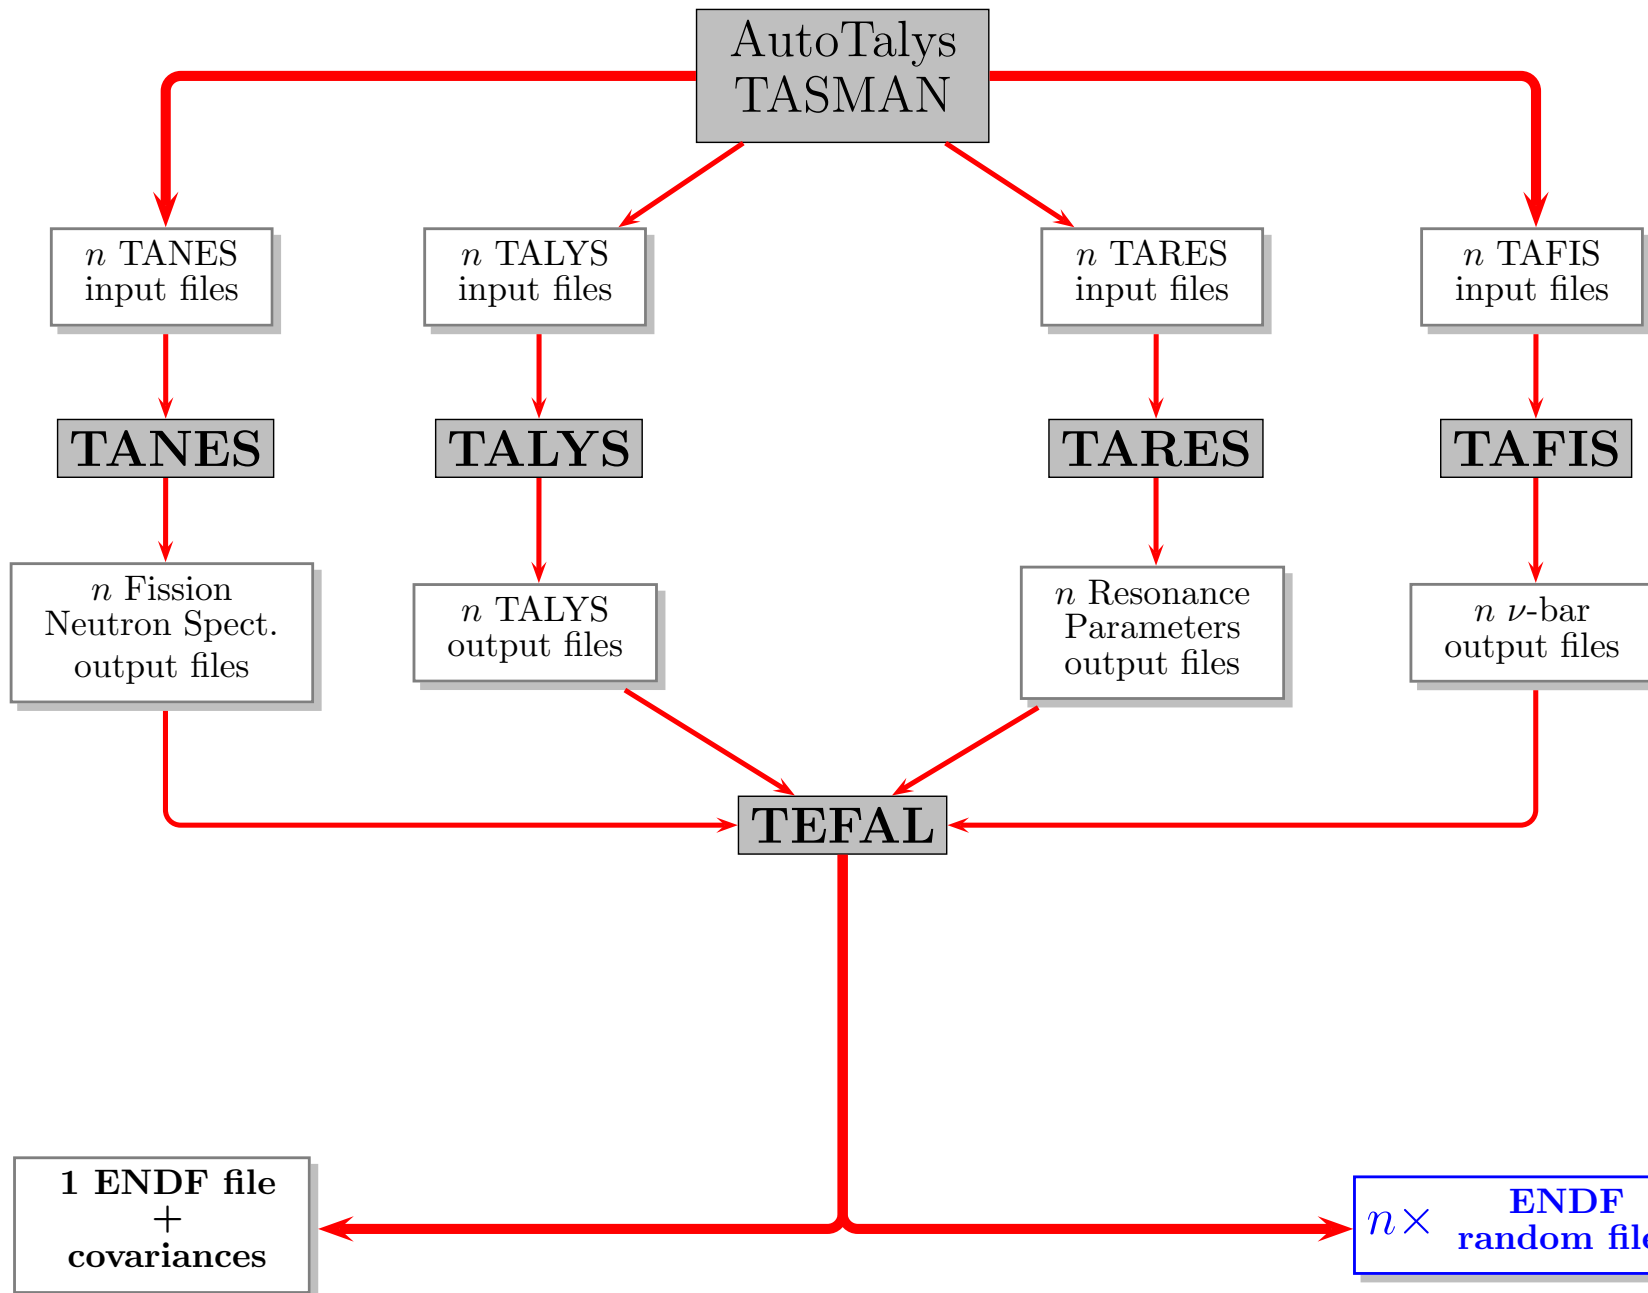 AutoTalys
TASMAN
n TANES
input files
n TALYS
input files
n TARES
input files
n TAFIS
input files
TANES
TALYS
TARES
TAFIS
n Fission
Neutron Spect.
output files
n TALYS
output files
n Resonance
Parameters
output files
n ν-bar
output files
TEFAL
1 ENDF file
+
covariances
n× ENDF
random